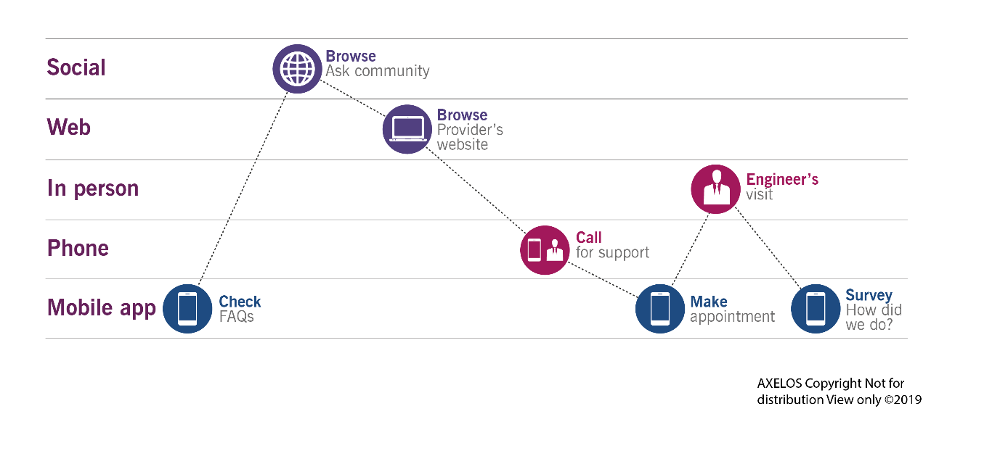 Social
Browse
Ask community
Web
Browse
Provider's
website
In person
Engineer's
visit
Phone
Call
for support
Mobile app
Check
FAQs
Make
appointment
Survey
How did
we do?
AXELOS Copyright Not for
distribution View only ©2019